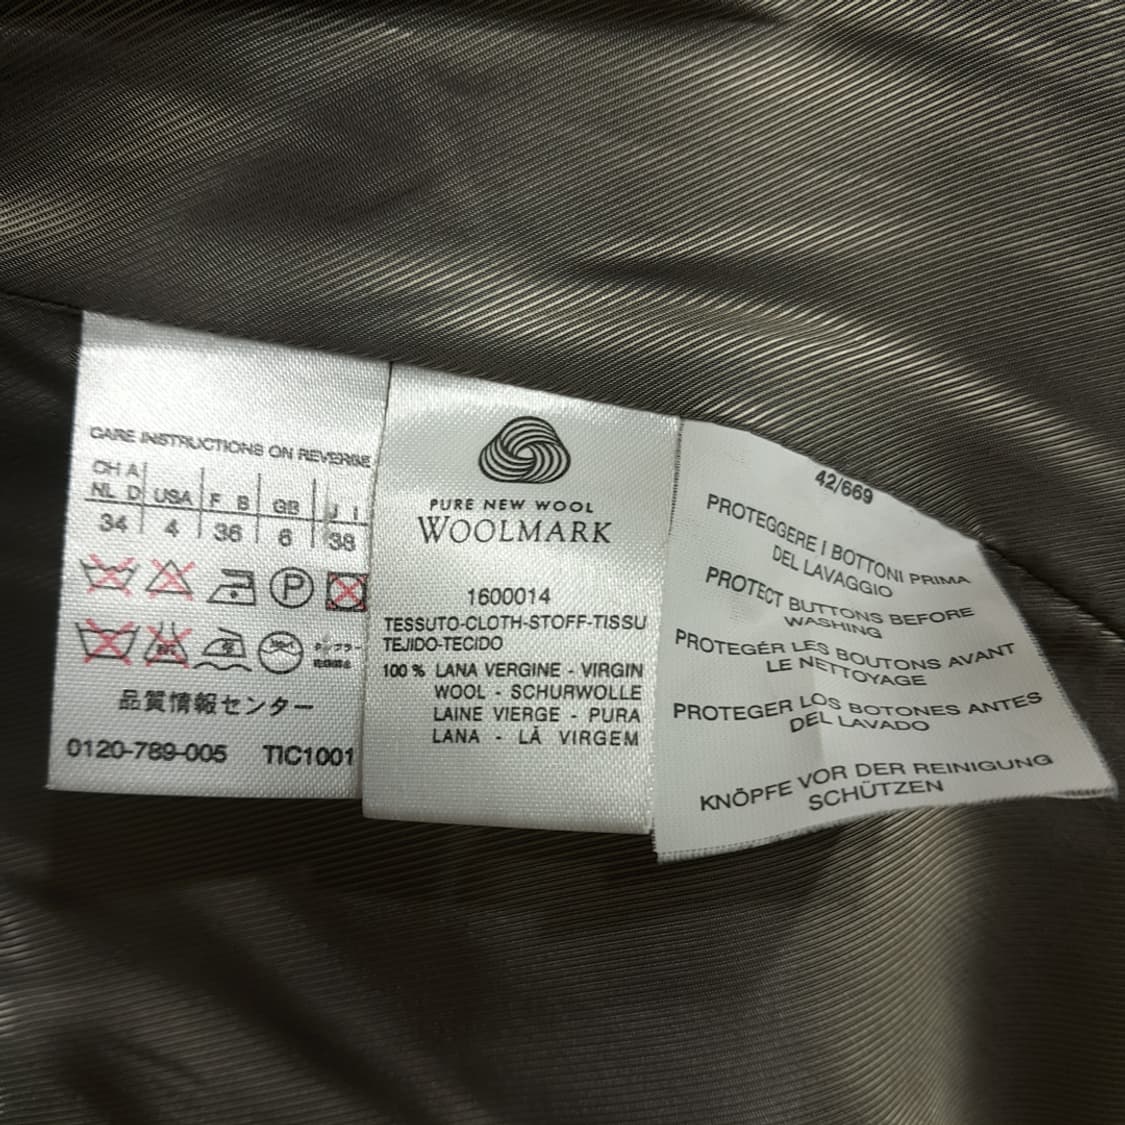 CARE INSTRUCTIONS ON REVERSE
CH A
NL D USA F B GB J I
34 4 36 6 38
P
品質情報センター
0120-789-005 TIC1001
PURE NEW WOOL
WOOLMARK
1600014
TESSUTO-CLOTH-STOFF-TISSU
TEJIDO-TECIDO
100 % LANA VERGINE - VIRGIN
WOOL - SCHURWOLLE
LAINE VIERGE - PURA
LANA - LÃ VIRGEM
42/669
PROTEGGERE I BOTTONI PRIMA
DEL LAVAGGIO
PROTECT BUTTONS BEFORE
WASHING
PROTEGÉR LES BOUTONS AVANT
LE NETTOYAGE
PROTEGER LOS BOTONES ANTES
DEL LAVADO
KNÖPFE VOR DER REINIGUNG
SCHÜTZEN